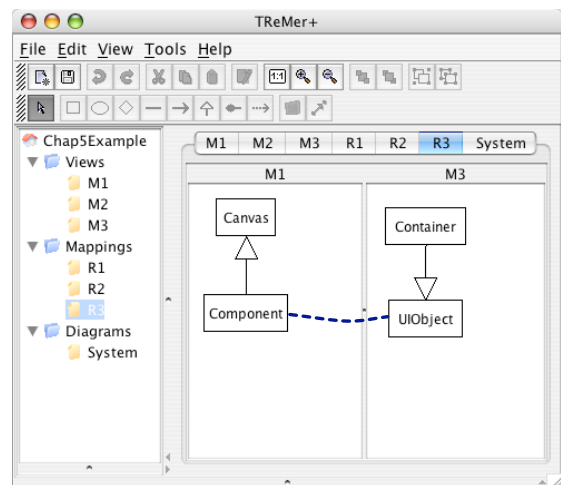 TReMer+
File Edit View Tools Help
1:1
Chap5Example
Views
M1
M2
M3
Mappings
R1
R2
R3
Diagrams
System
M1 M2 M3 R1 R2 R3 System
M1 M3
Canvas
Component
Container
UIObject